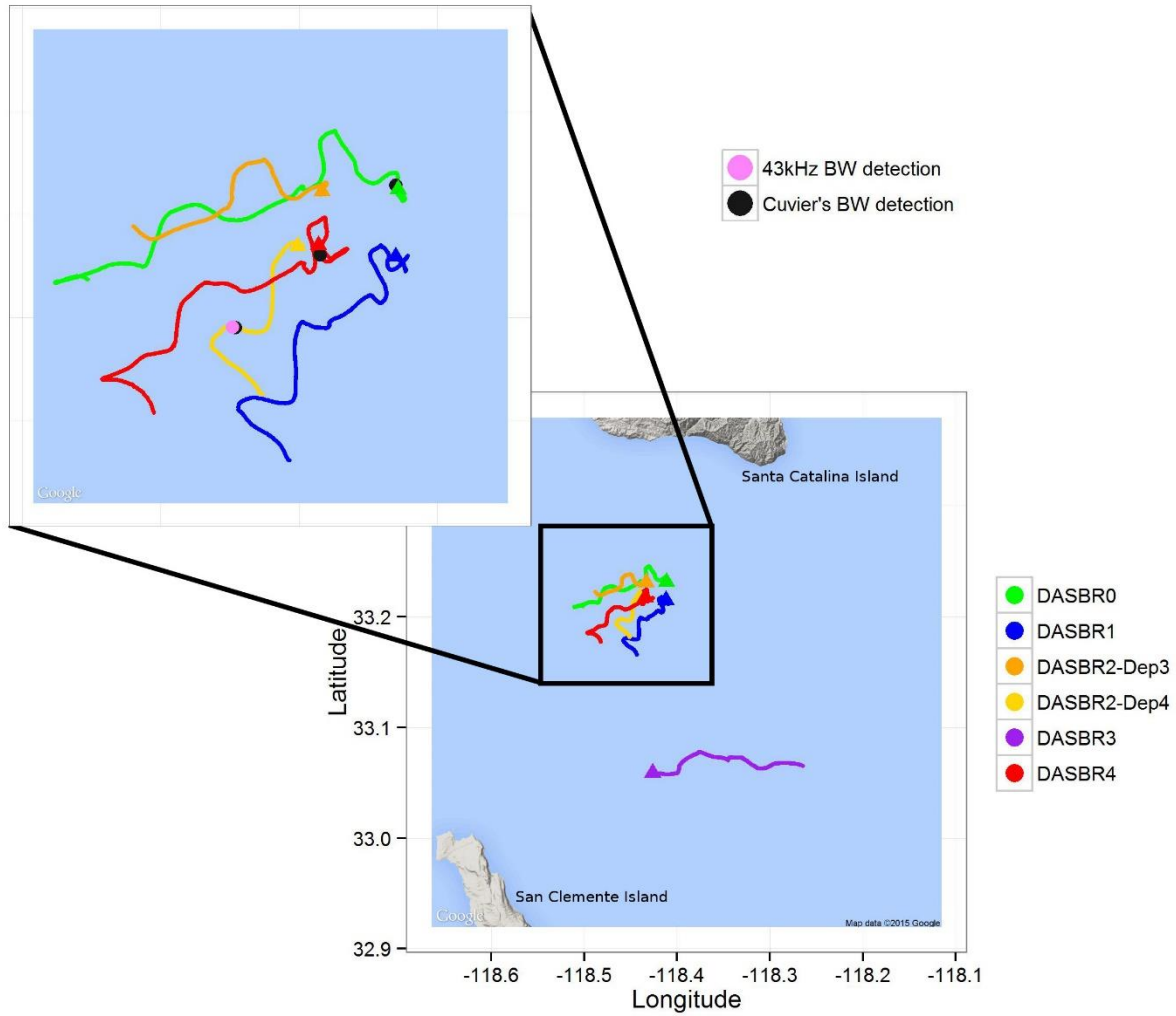 43kHz BW detection
Cuvier's BW detection
Google
Santa Catalina Island
DASBR0
DASBR1
DASBR2-Dep3
DASBR2-Dep4
DASBR3
DASBR4
Latitude
33.2
33.1
33.0
32.9
San Clemente Island
Google
Map data ©2015 Google
-118.6 -118.5 -118.4 -118.3 -118.2 -118.1
Longitude